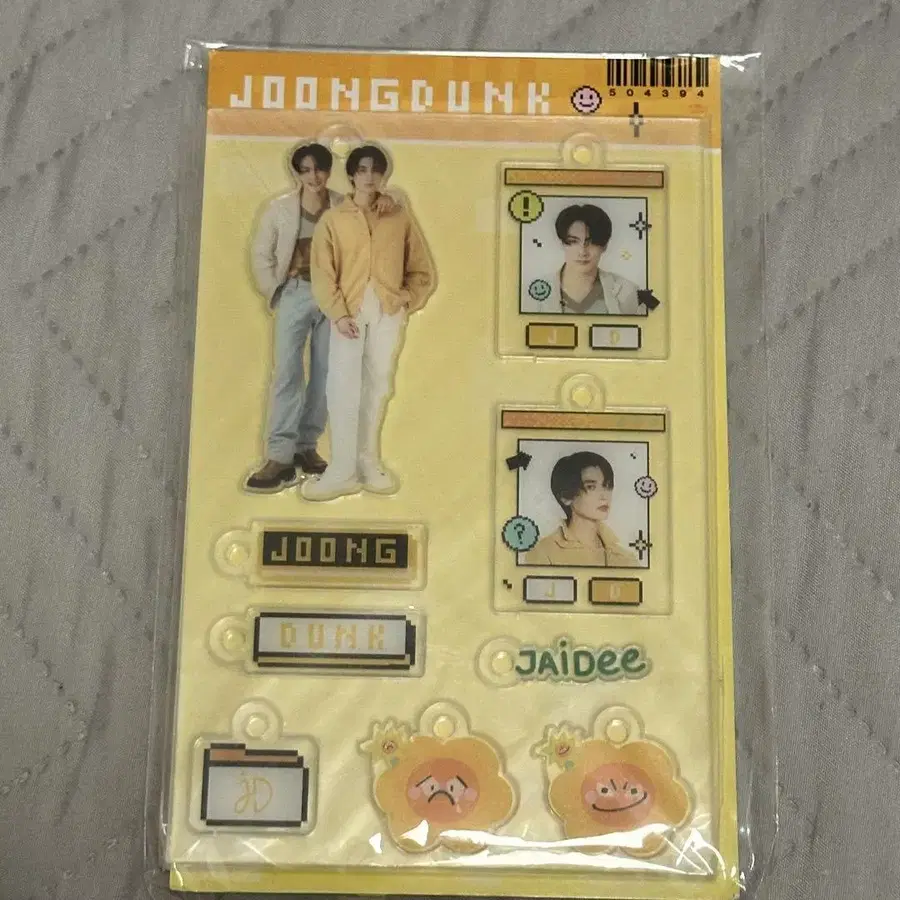 JOONGDUNK
504394
!
J D
?
J D
JOONG
DUNK
JAiDee
jD